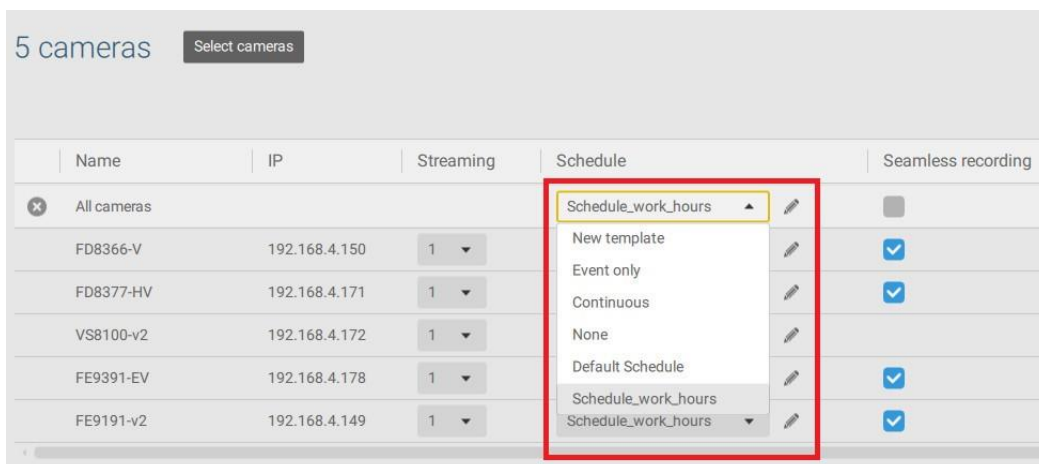 5 cameras Select cameras
Name IP Streaming Schedule Seamless recording
All cameras Schedule_work_hours
FD8366-V 192.168.4.150 1 New template
Event only
FD8377-HV 192.168.4.171 1 Continuous
VS8100-v2 192.168.4.172 1 None
FE9391-EV 192.168.4.178 1 Default Schedule
Schedule_work_hours
FE9191-v2 192.168.4.149 1 Schedule_work_hours